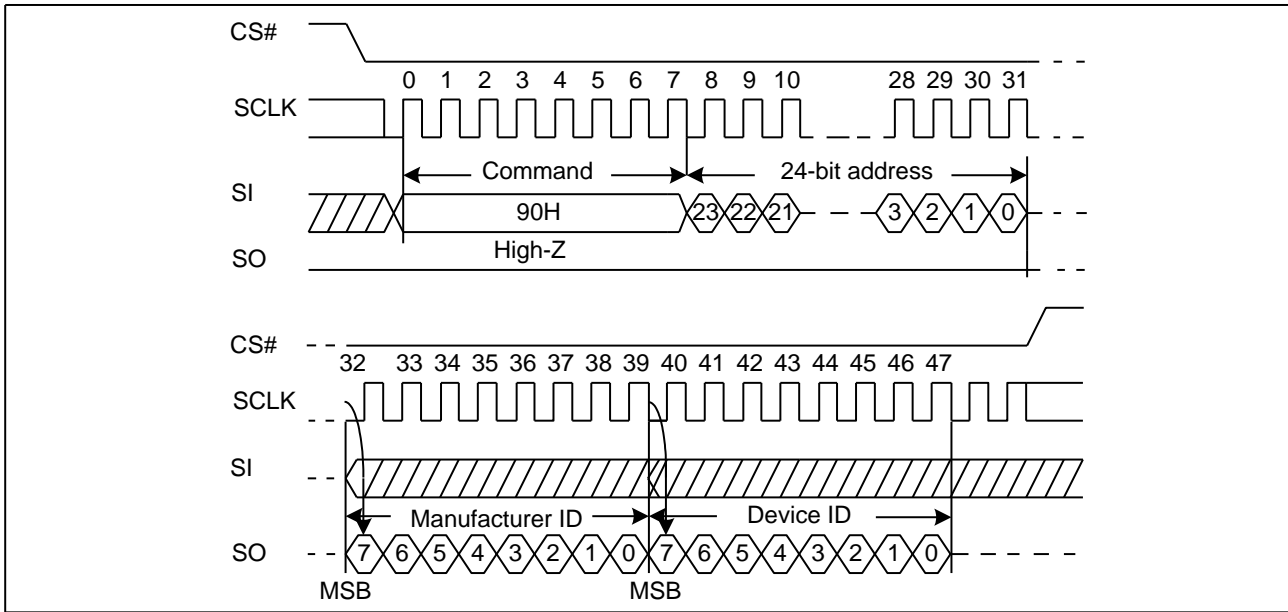 CS#
0 1 2 3 4 5 6 7 8 9 10 28 29 30 31
SCLK
Command 24-bit address
SI
90H 23 22 21 3 2 1 0
High-Z
SO
CS#
32 33 34 35 36 37 38 39 40 41 42 43 44 45 46 47
SCLK
SI
Manufacturer ID Device ID
SO 7 6 5 4 3 2 1 0 7 6 5 4 3 2 1 0
MSB MSB